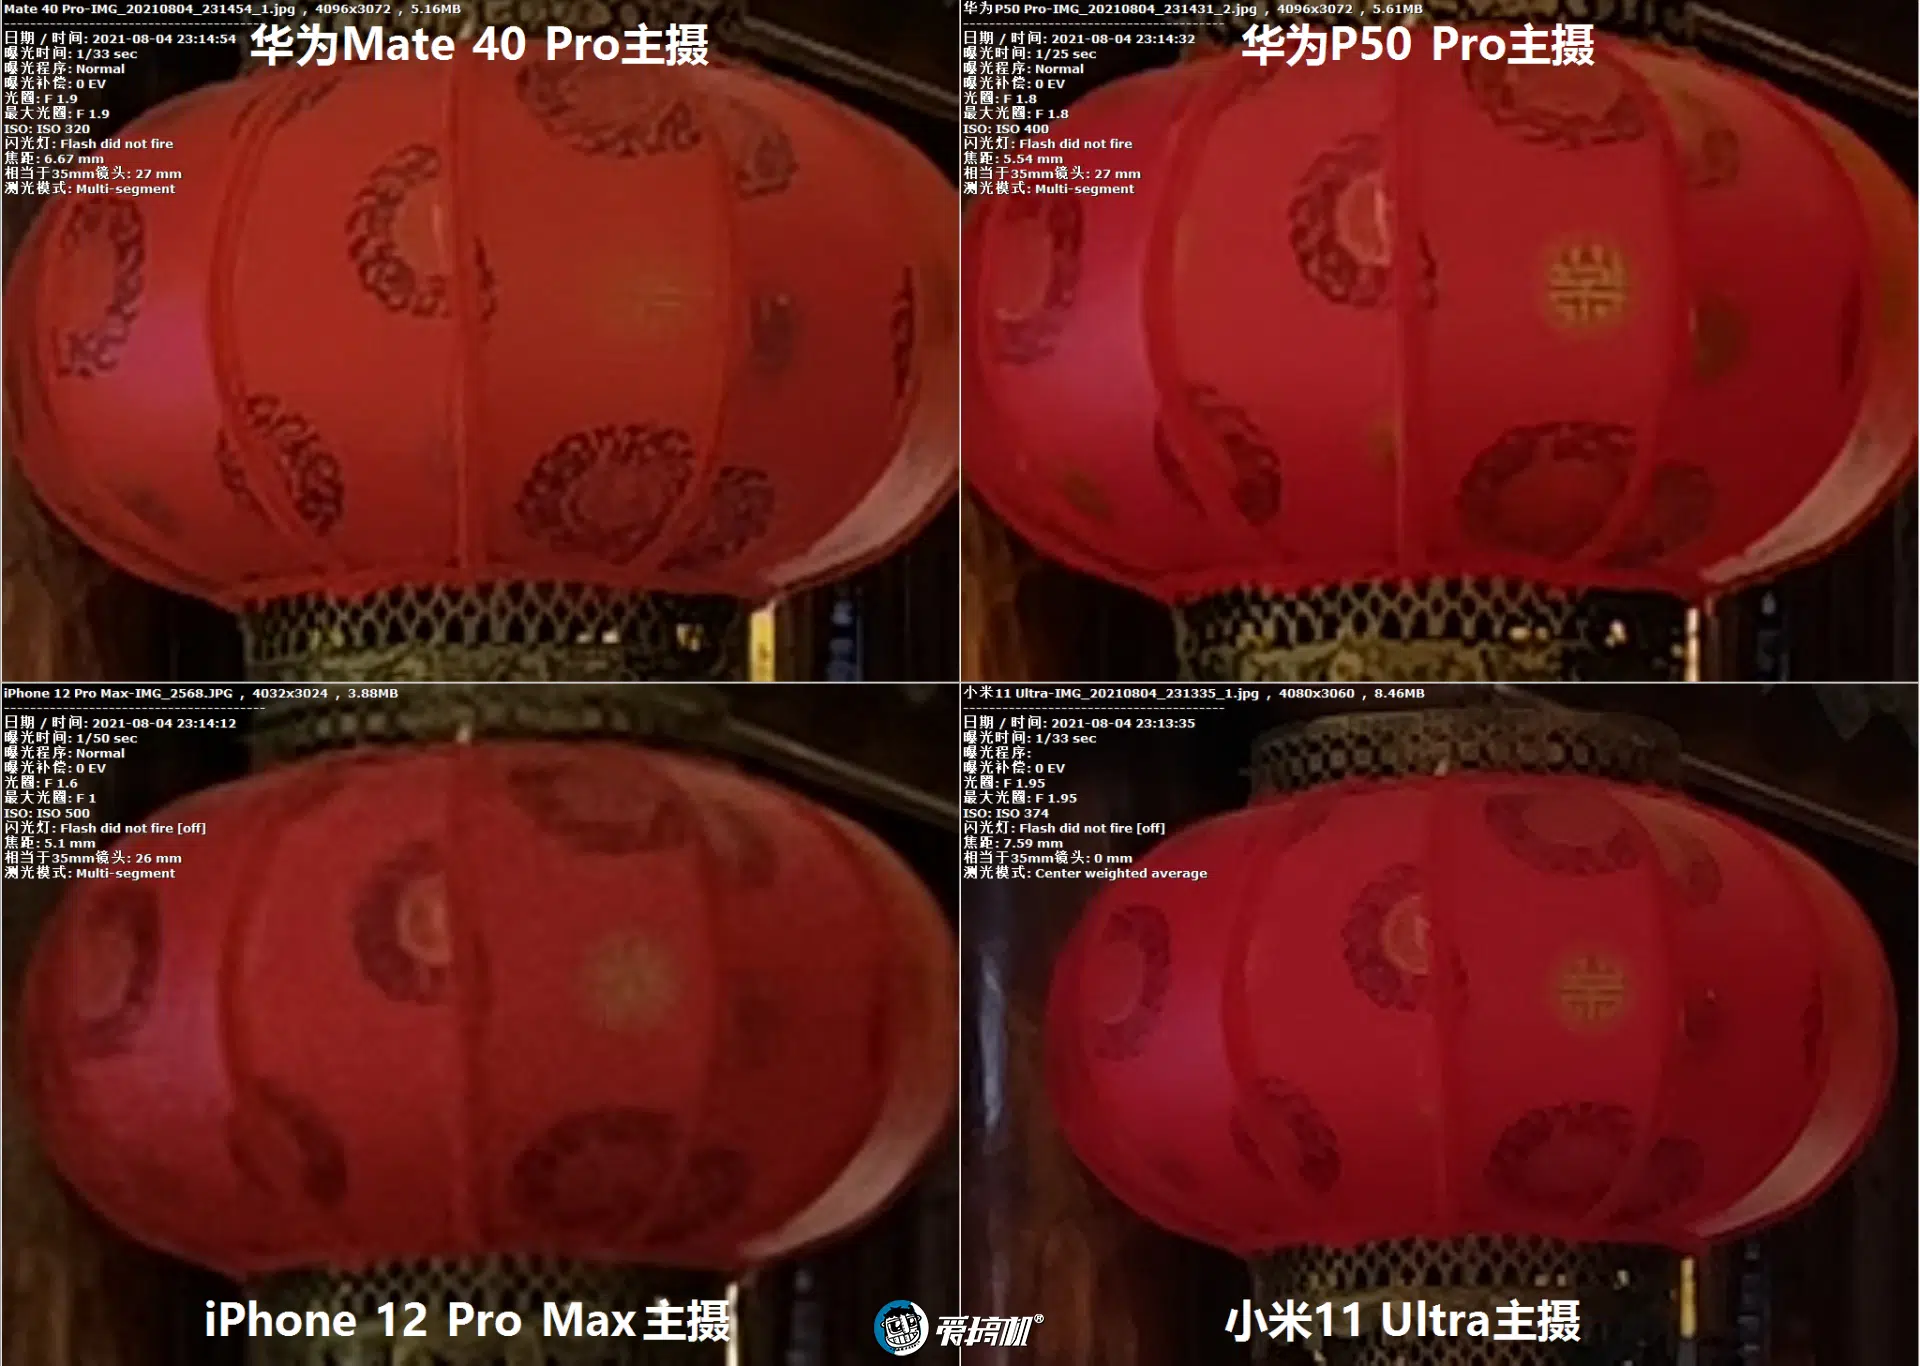 Mate 40 Pro-IMG_20210804_231454_1.jpg , 4096x3072 , 5.16MB
----------------------------------------
日期 / 时间: 2021-08-04 23:14:54
曝光时间: 1/33 sec
曝光程序: Normal
曝光补偿: 0 EV
光圈: F 1.9
最大光圈: F 1.9
ISO: ISO 320
闪光灯: Flash did not fire
焦距: 6.67 mm
相当于35mm镜头: 27 mm
测光模式: Multi-segment
华为Mate 40 Pro主摄
华为P50 Pro-IMG_20210804_231431_2.jpg , 4096x3072 , 5.61MB
----------------------------------------
日期 / 时间: 2021-08-04 23:14:32
曝光时间: 1/25 sec
曝光程序: Normal
曝光补偿: 0 EV
光圈: F 1.8
最大光圈: F 1.8
ISO: ISO 400
闪光灯: Flash did not fire
焦距: 5.54 mm
相当于35mm镜头: 27 mm
测光模式: Multi-segment
华为P50 Pro主摄
iPhone 12 Pro Max-IMG_2568.JPG , 4032x3024 , 3.88MB
----------------------------------------
日期 / 时间: 2021-08-04 23:14:12
曝光时间: 1/50 sec
曝光程序: Normal
曝光补偿: 0 EV
光圈: F 1.6
最大光圈: F 1
ISO: ISO 500
闪光灯: Flash did not fire [off]
焦距: 5.1 mm
相当于35mm镜头: 26 mm
测光模式: Multi-segment
iPhone 12 Pro Max主摄
小米11 Ultra-IMG_20210804_231335_1.jpg , 4080x3060 , 8.46MB
----------------------------------------
日期 / 时间: 2021-08-04 23:13:35
曝光时间: 1/33 sec
曝光程序:
曝光补偿: 0 EV
光圈: F 1.95
最大光圈: F 1.95
ISO: ISO 374
闪光灯: Flash did not fire [off]
焦距: 7.59 mm
相当于35mm镜头: 0 mm
测光模式: Center weighted average
小米11 Ultra主摄
爱搞机®